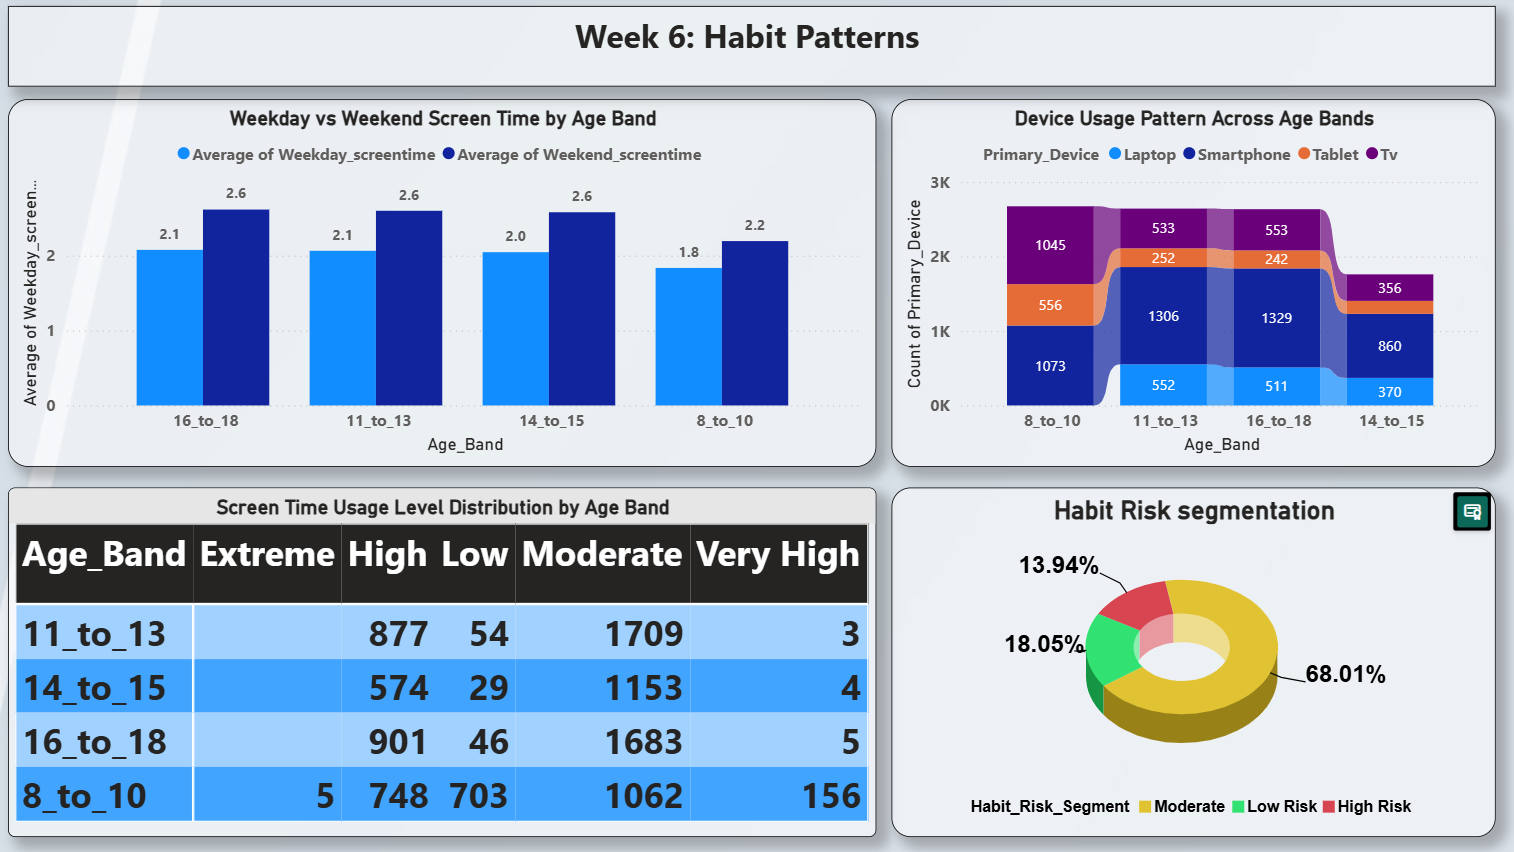 Week 6: Habit Patterns
Weekday vs Weekend Screen Time by Age Band
Average of Weekday_screentime Average of Weekend_screentime
Average of Weekday_screen...
2
1
0
2.1
2.6
2.1
2.6
2.0
2.6
1.8
2.2
16_to_18
11_to_13
14_to_15
8_to_10
Age_Band
Device Usage Pattern Across Age Bands
Primary_Device Laptop Smartphone Tablet Tv
Count of Primary_Device
3K
2K
1K
0K
1045
556
1073
533
252
1306
552
553
242
1329
511
356
860
370
8_to_10
11_to_13
16_to_18
14_to_15
Age_Band
Screen Time Usage Level Distribution by Age Band
Age_Band Extreme High Low Moderate Very High
11_to_13 877 54 1709 3
14_to_15 574 29 1153 4
16_to_18 901 46 1683 5
8_to_10 5 748 703 1062 156
Habit Risk segmentation
13.94%
18.05%
68.01%
Habit_Risk_Segment Moderate Low Risk High Risk